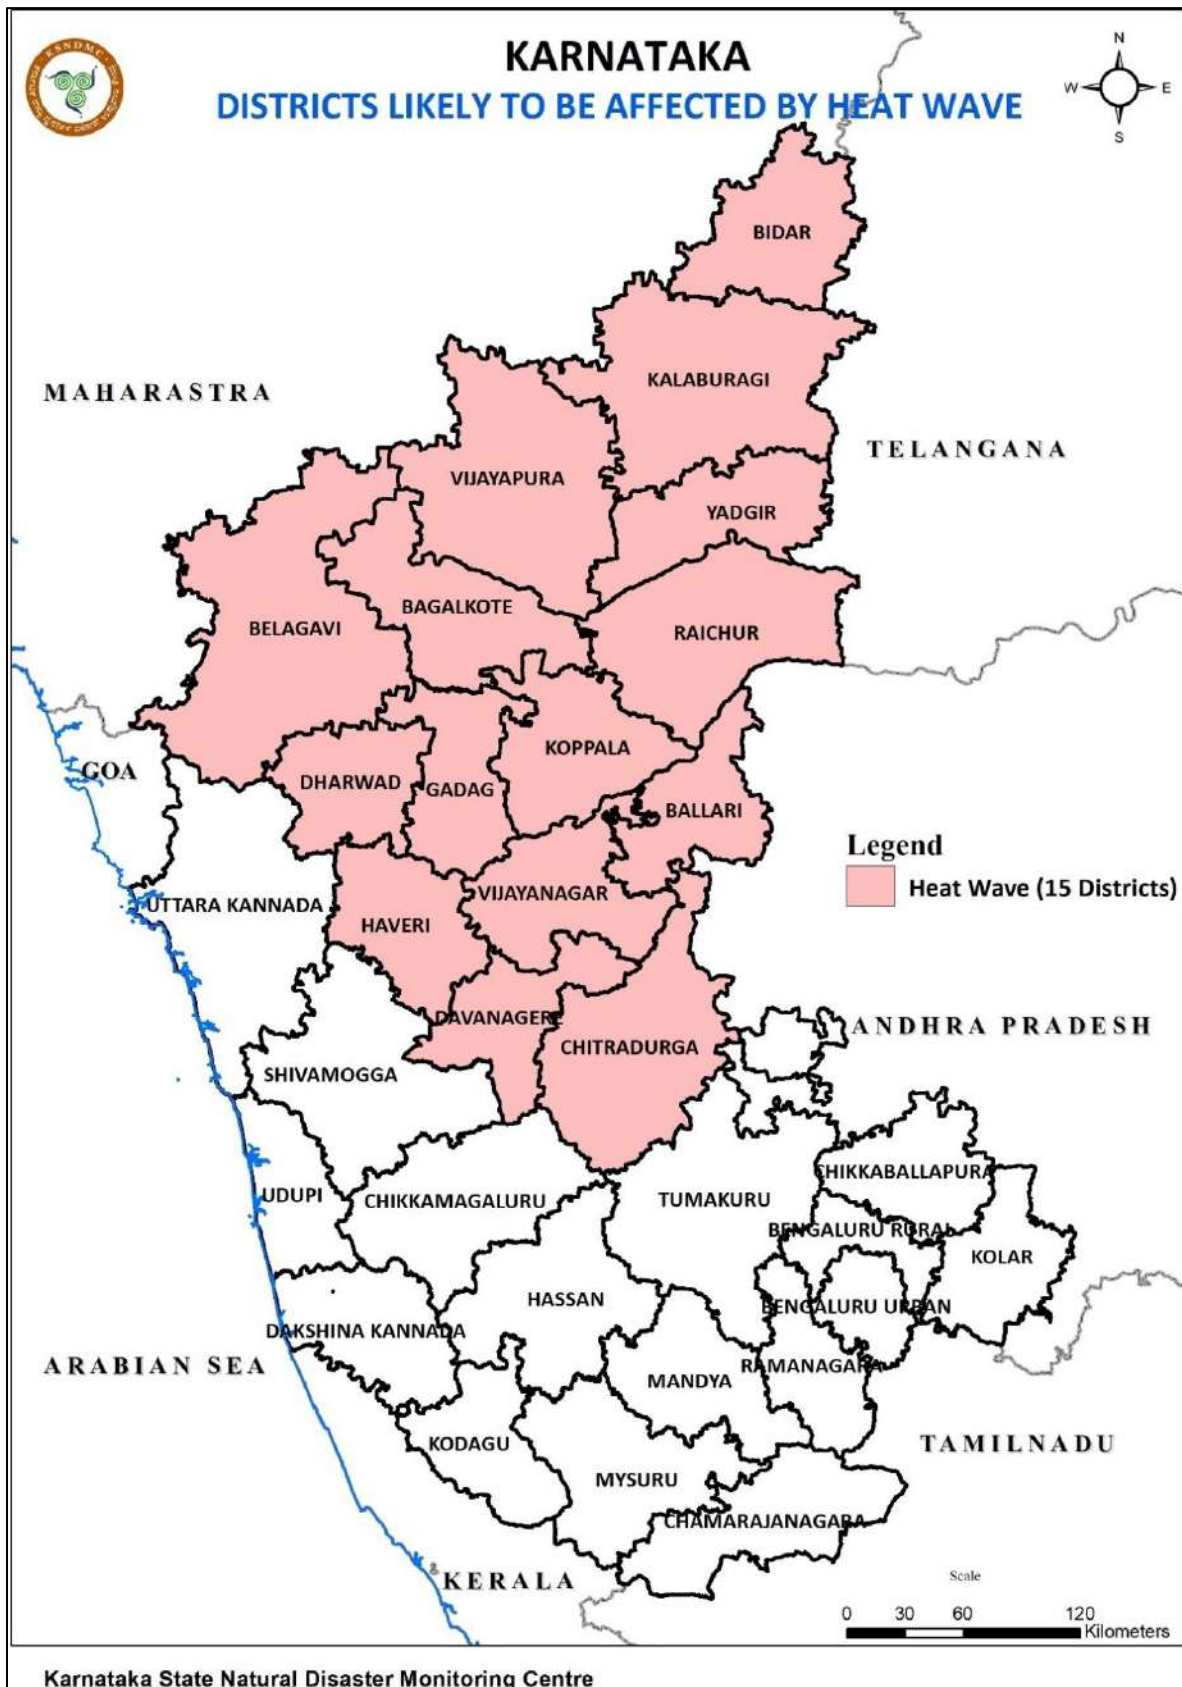 KSNDMC
KARNATAKA
DISTRICTS LIKELY TO BE AFFECTED BY HEAT WAVE
N
W E
S
BIDAR
KALABURAGI
MAHARASTRA
TELANGANA
VIJAYAPURA
YADGIR
BAGALKOTE
BELAGAVI
RAICHUR
KOPPALA
GOA
DHARWAD
GADAG
BALLARI
Legend
Heat Wave (15 Districts)
VIJAYANAGAR
UTTARA KANNADA
HAVERI
DAVANAGERE
ANDHRA PRADESH
CHITRADURGA
SHIVAMOGGA
CHIKKABALLAPURA
UDUPI
CHIKKAMAGALURU
TUMAKURU
BENGALURU RURAL
KOLAR
HASSAN
BENGALURU URBAN
DAKSHINA KANNADA
ARABIAN SEA
RAMANAGARA
MANDYA
KODAGU
TAMILNADU
MYSURU
CHAMARAJANAGARA
KERALA
Scale
0 30 60 120
Kilometers
Karnataka State Natural Disaster Monitoring Centre